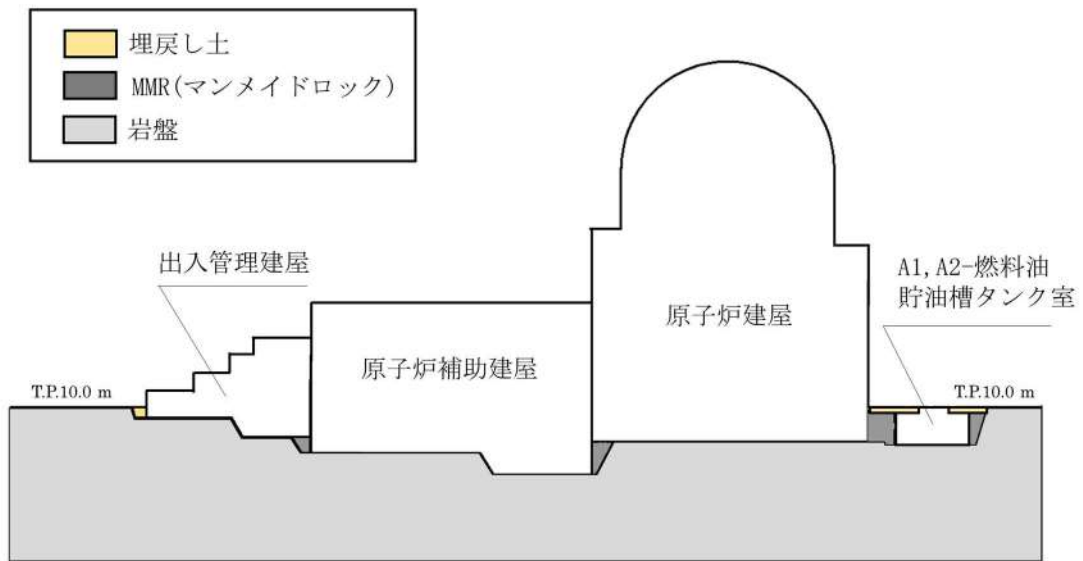 埋戻し土
MMR(マンメイドロック)
岩盤
出入管理建屋
原子炉補助建屋
原子炉建屋
A1,A2-燃料油
貯油槽タンク室
T.P.10.0 m
T.P.10.0 m